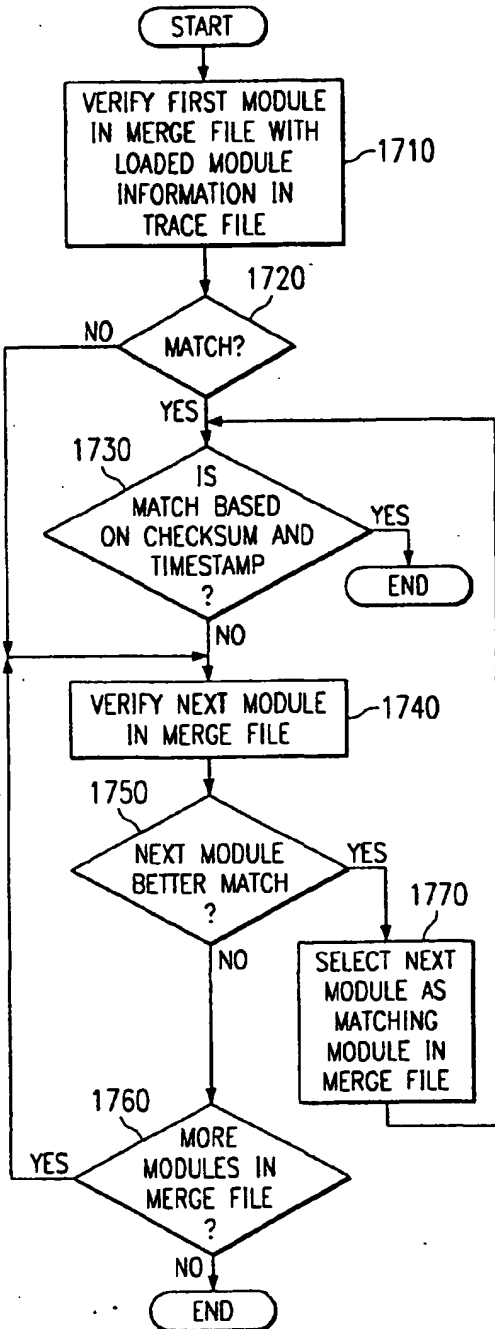 START
VERIFY FIRST MODULE
IN MERGE FILE WITH
LOADED MODULE
INFORMATION IN
TRACE FILE
1710
1720
NO
MATCH?
YES
1730
IS
MATCH BASED
ON CHECKSUM AND
TIMESTAMP
?
YES
END
NO
VERIFY NEXT MODULE
IN MERGE FILE
1740
1750
NEXT MODULE
BETTER MATCH
?
YES
1770
NO
SELECT NEXT
MODULE AS
MATCHING
MODULE IN
MERGE FILE
1760
YES
MORE
MODULES IN
MERGE FILE
?
NO
END